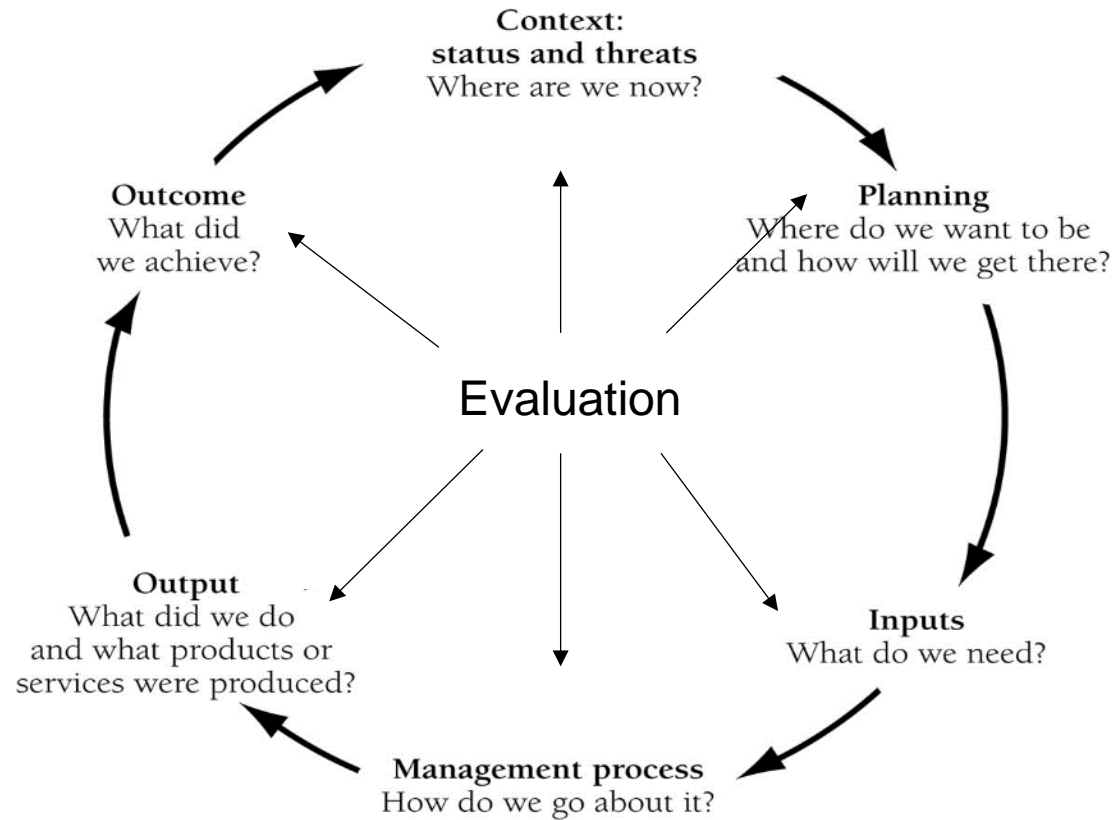 Context:
status and threats
Where are we now?
Planning
Where do we want to be
and how will we get there?
Inputs
What do we need?
Management process
How do we go about it?
Output
What did we do
and what products or
services were produced?
Outcome
What did
we achieve?
Evaluation